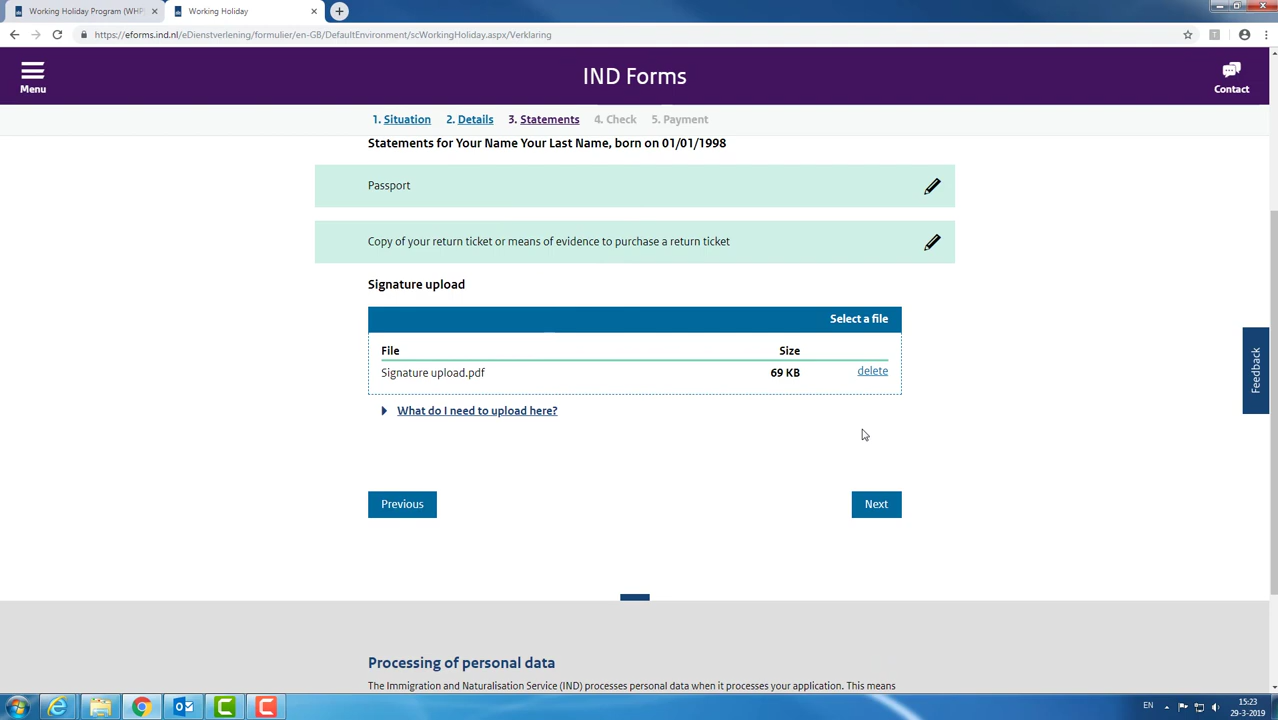 Working Holiday Program (WHP
Working Holiday
https://eforms.ind.nl/eDienstverlening/formulier/en-GB/DefaultEnvironment/scWorkingHoliday.aspx/Verklaring
Menu
IND Forms
Contact
1. Situation 2. Details 3. Statements 4. Check 5. Payment
Statements for Your Name Your Last Name, born on 01/01/1998
Passport
Copy of your return ticket or means of evidence to purchase a return ticket
Signature upload
Select a file
File Size
Signature upload.pdf 69 KB delete
What do I need to upload here?
Feedback
Previous Next
Processing of personal data
The Immigration and Naturalisation Service (IND) processes personal data when it processes your application. This means
EN
15:23
29-3-2019